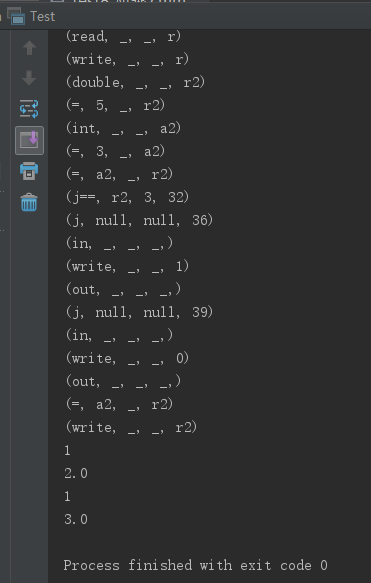 Test
(read, _, _, r)
(write, _, _, r)
(double, _, _, r2)
(=, 5, _, r2)
(int, _, _, a2)
(=, 3, _, a2)
(=, a2, _, r2)
(j==, r2, 3, 32)
(j, null, null, 36)
(in, _, _, _,)
(write, _, _, 1)
(out, _, _, _,)
(j, null, null, 39)
(in, _, _, _,)
(write, _, _, 0)
(out, _, _, _,)
(=, a2, _, r2)
(write, _, _, r2)
1
2.0
1
3.0
Process finished with exit code 0